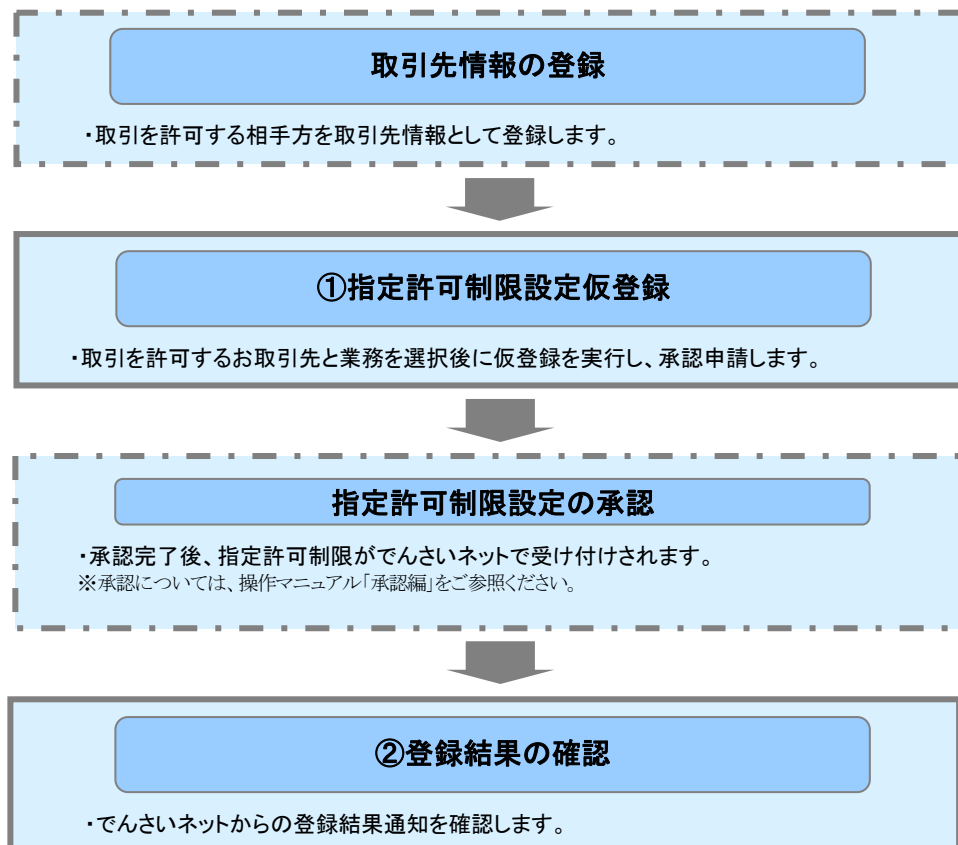 取引先情報の登録
・取引を許可する相手方を取引先情報として登録します。
①指定許可制限設定仮登録
・取引を許可するお取引先と業務を選択後に仮登録を実行し、承認申請します。
指定許可制限設定の承認
・承認完了後、指定許可制限がでんさいネットで受け付けされます。
※承認については、操作マニュアル「承認編」をご参照ください。
②登録結果の確認
・でんさいネットからの登録結果通知を確認します。